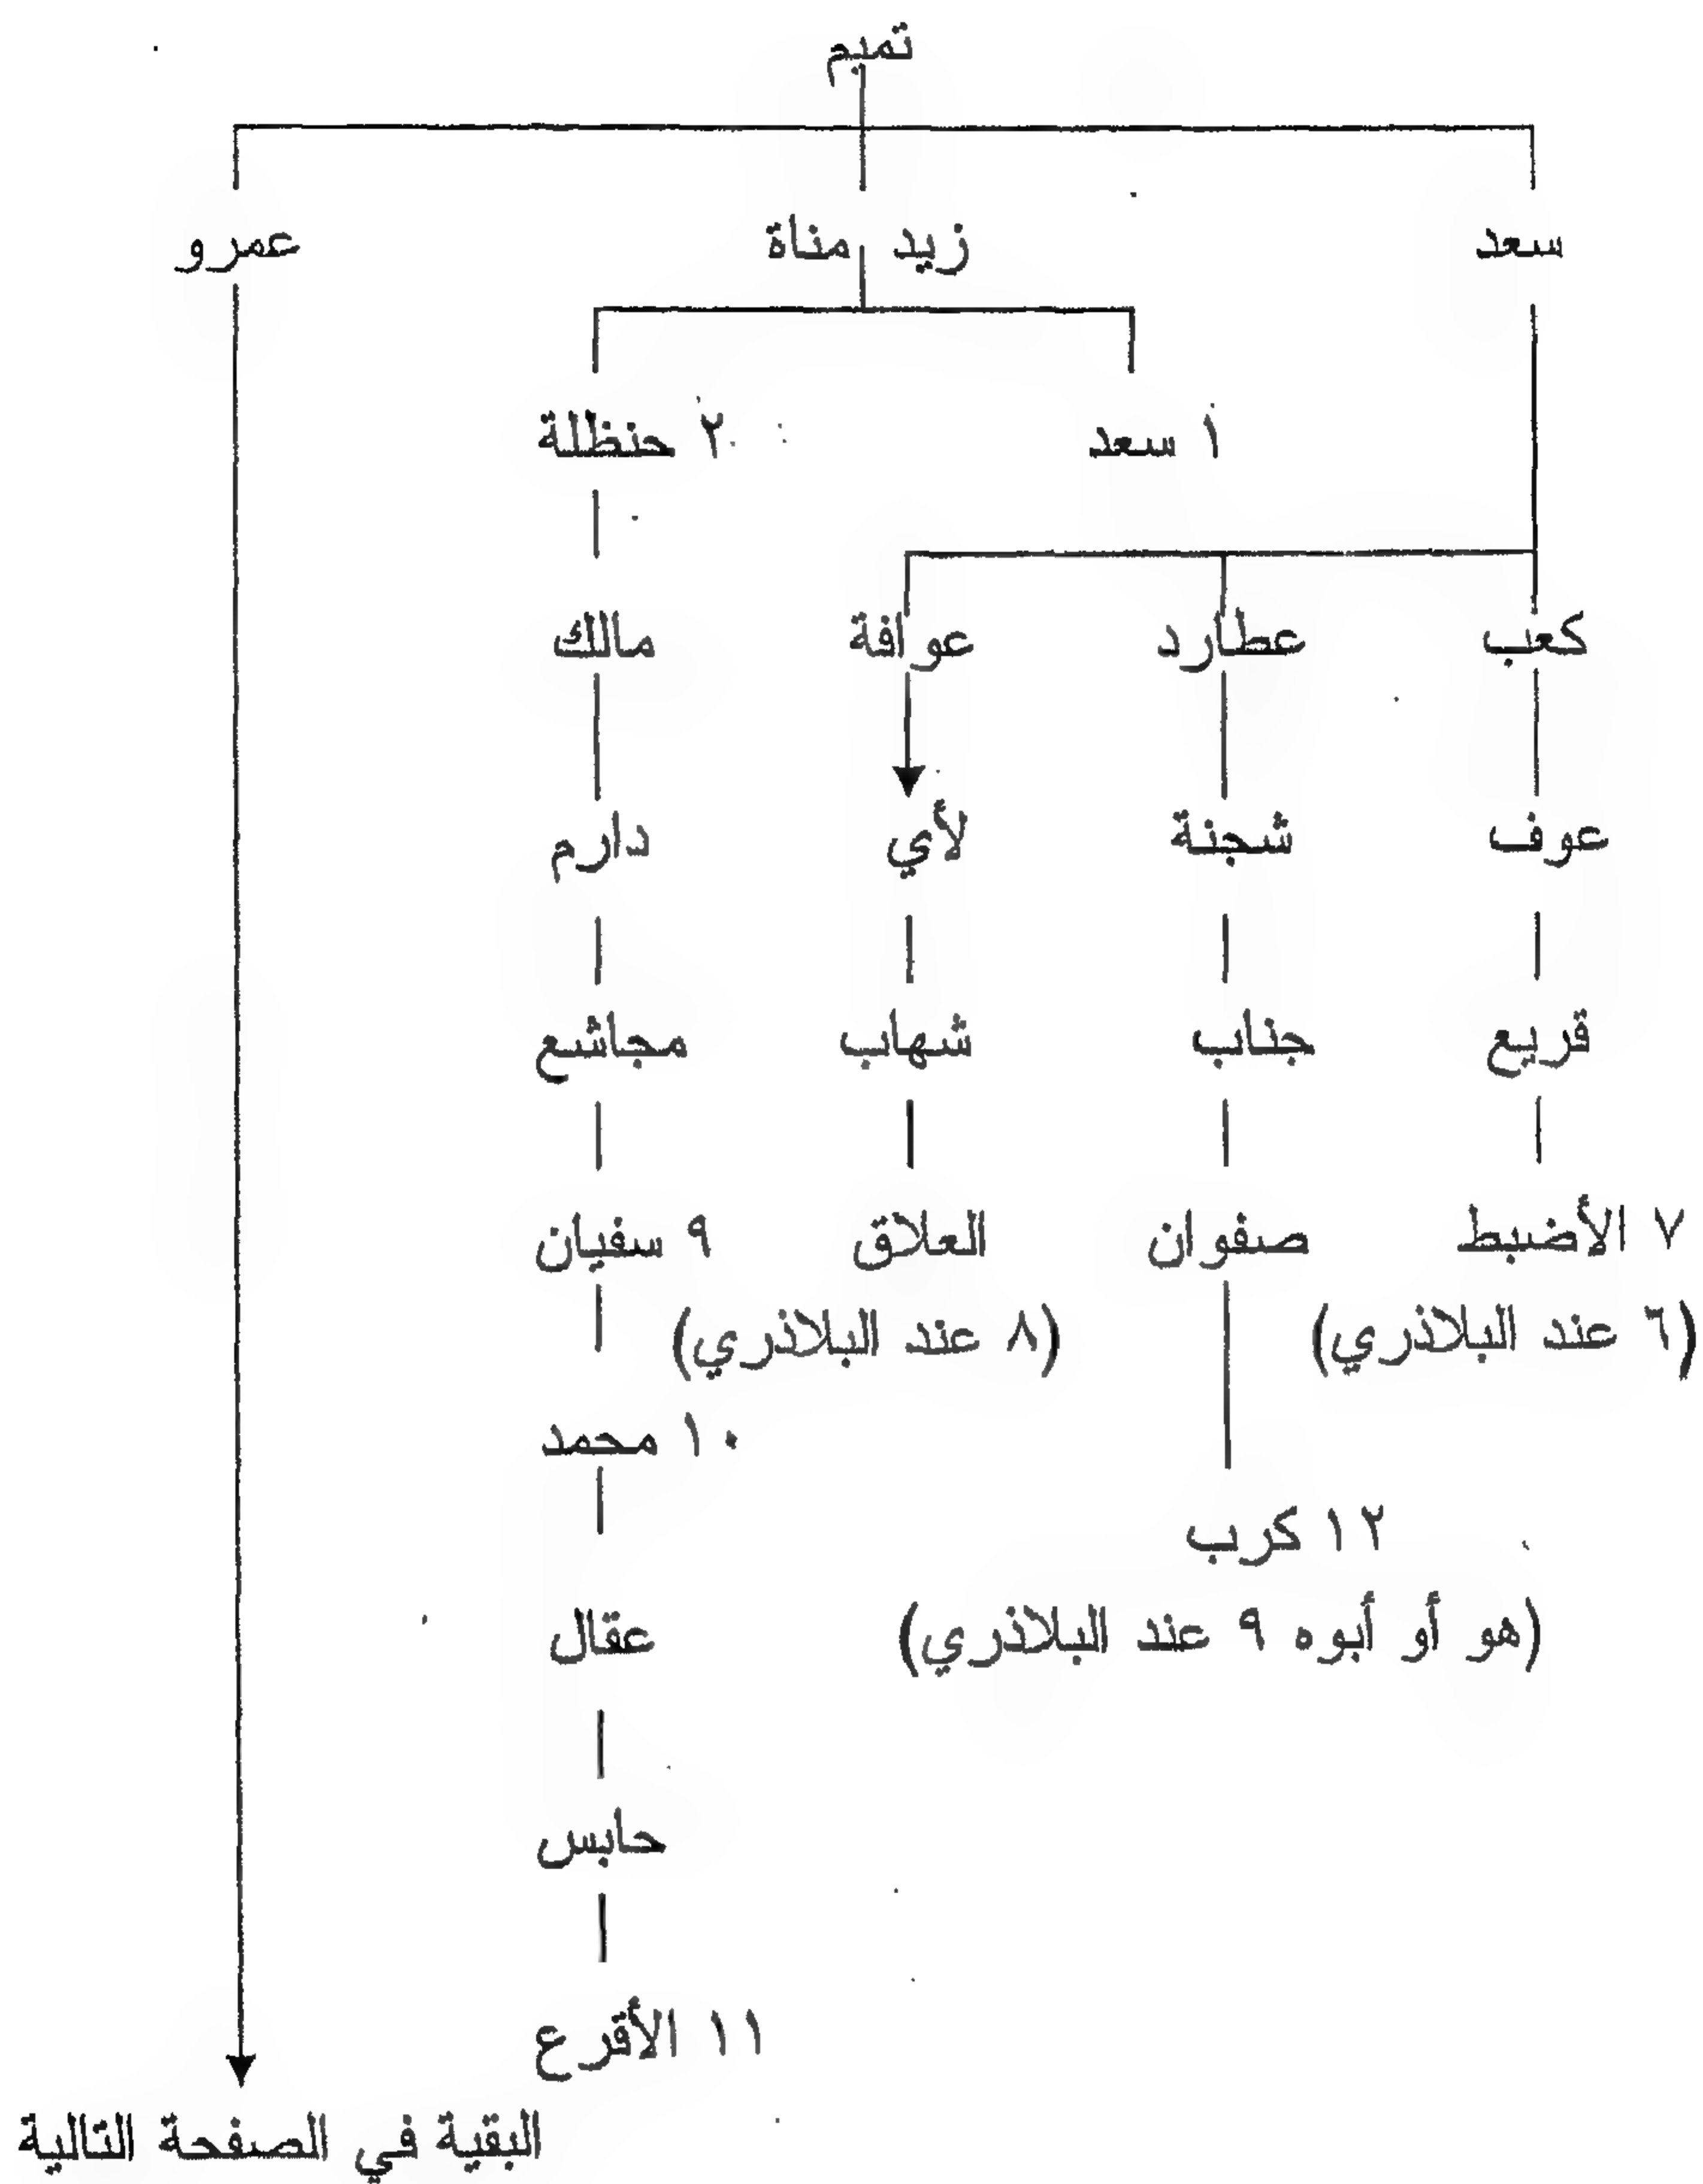 تميم
سعد زيد مناة عمرو
١ سعد ٢ حنظلة
كعب عطارد عوافة مالك
عوف شجنة لأي دارم
قريع جناب شهاب مجاشع
٧ الأضبط صفوان العلاق ٩ سفيان
(٦ عند البلاذري) (٨ عند البلاذري)
١٠ محمد
١٢ كرب
(هو أو أبوه ٩ عند البلاذري) عقال
حابس
١١ الأقرع
البقية في الصفحة التالية